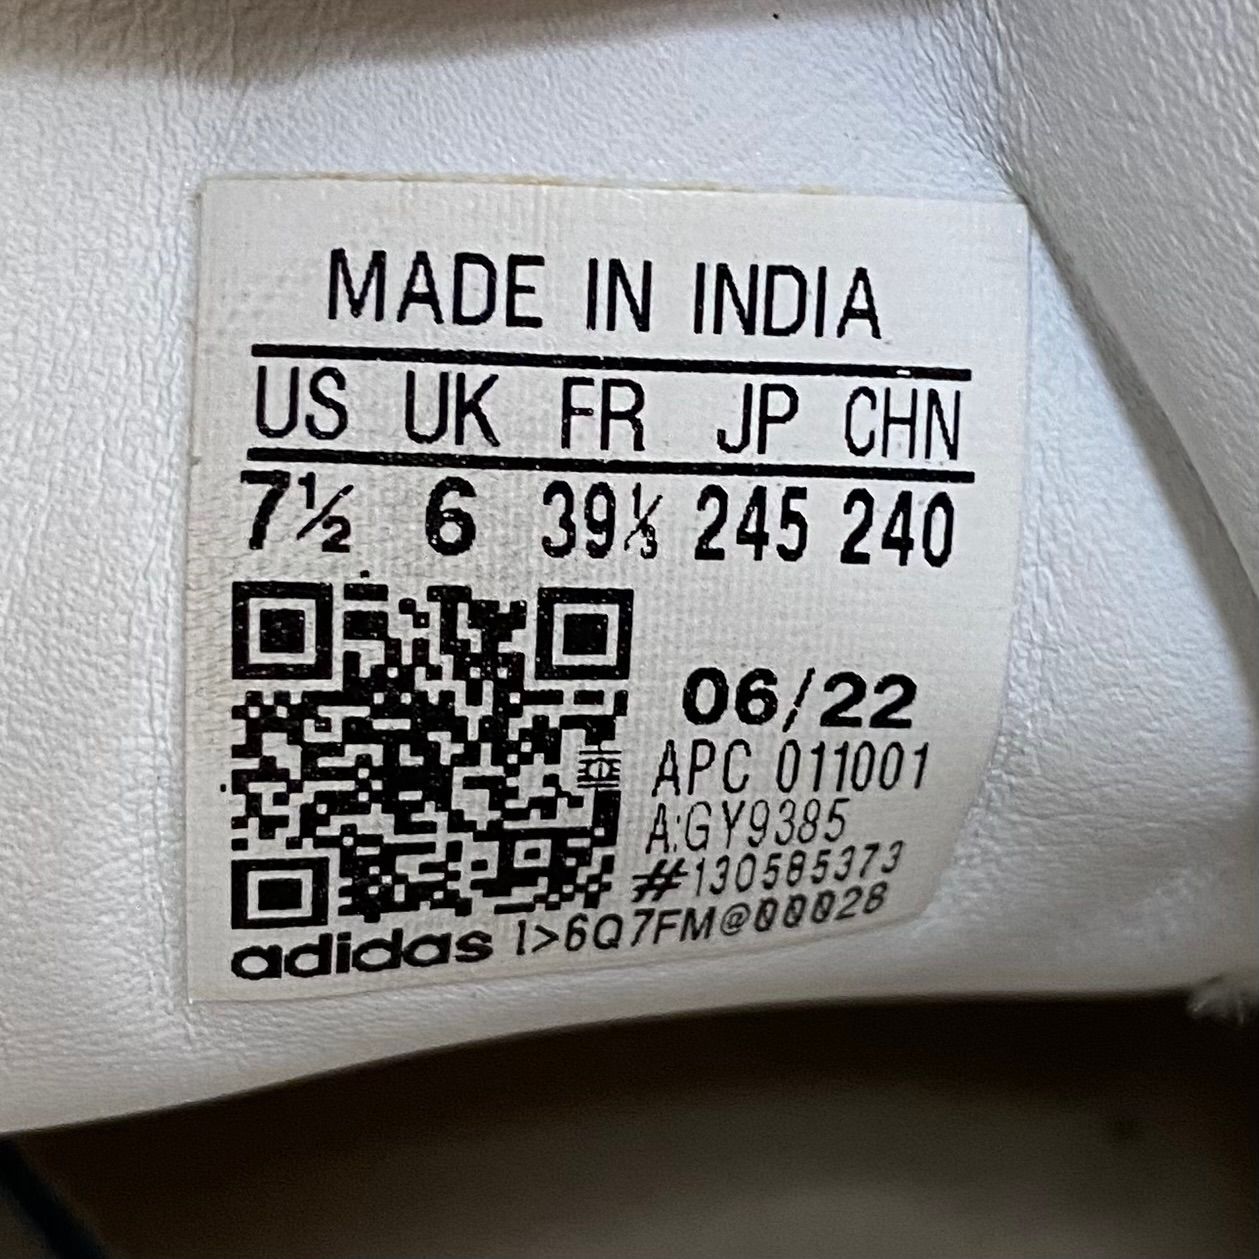 MADE IN INDIA
US UK FR JP CHN
7½ 6 39⅓ 245 240
06/22
APC 011001
A:GY9385
#130585373
adidas 1>6Q7FM@00028